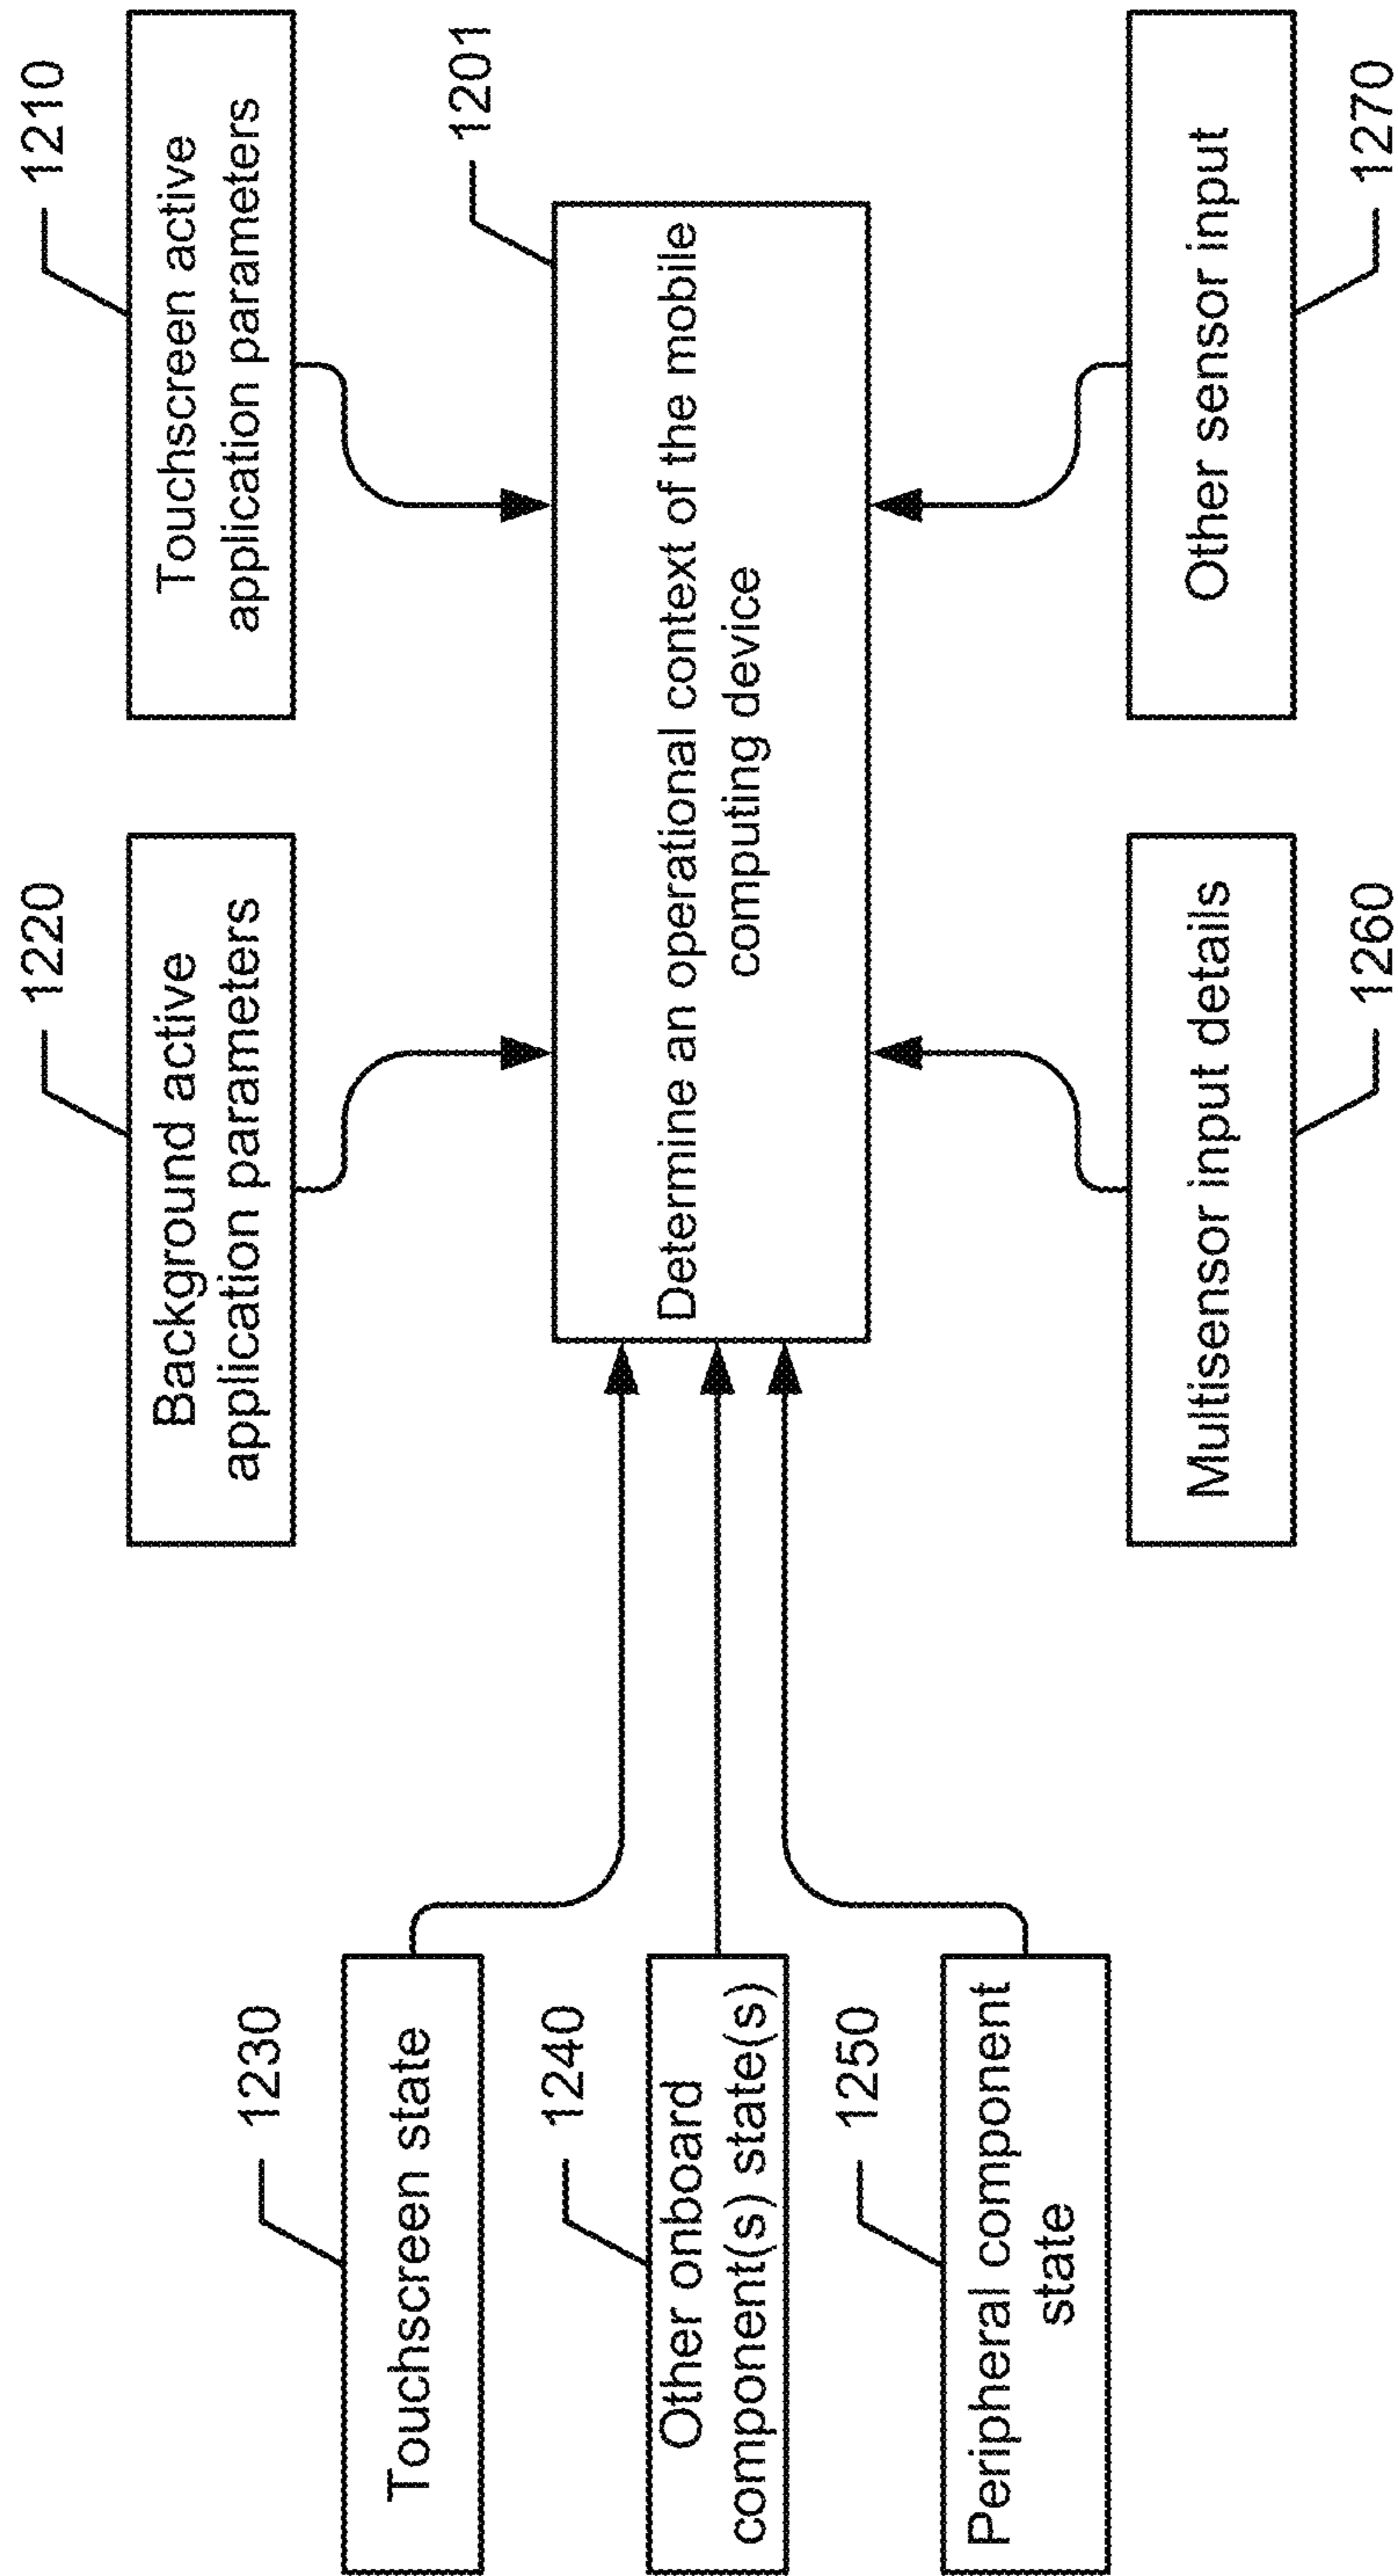 1220
Background active
application parameters
1210
Touchscreen active
application parameters
1201
Determine an operational context of the mobile
computing device
1230
Touchscreen state
1240
Other onboard
component(s) state(s)
1250
Peripheral component
state
Multisensor input details
1260
Other sensor input
1270